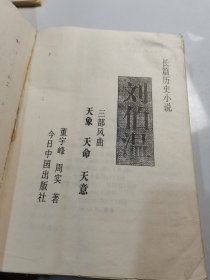 长篇历史小说
刘伯温
三部风曲
天象 天命 天意
董宇峰 周实 著
今日中国出版社